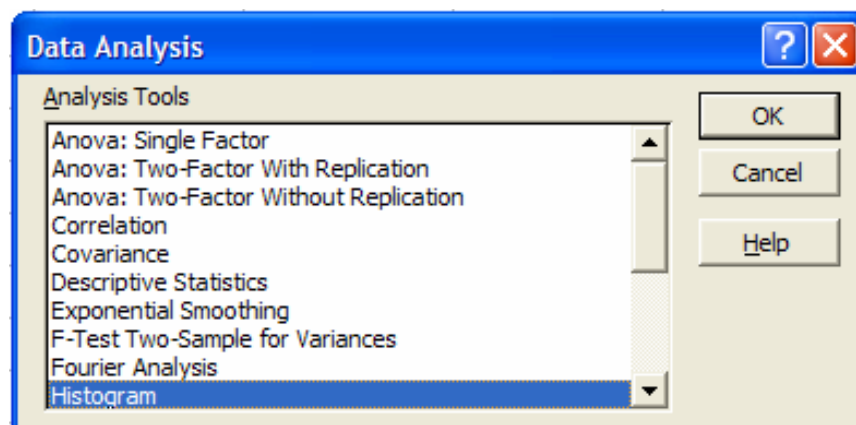 Data Analysis
Analysis Tools
Anova: Single Factor
Anova: Two-Factor With Replication
Anova: Two-Factor Without Replication
Correlation
Covariance
Descriptive Statistics
Exponential Smoothing
F-Test Two-Sample for Variances
Fourier Analysis
Histogram
OK
Cancel
Help